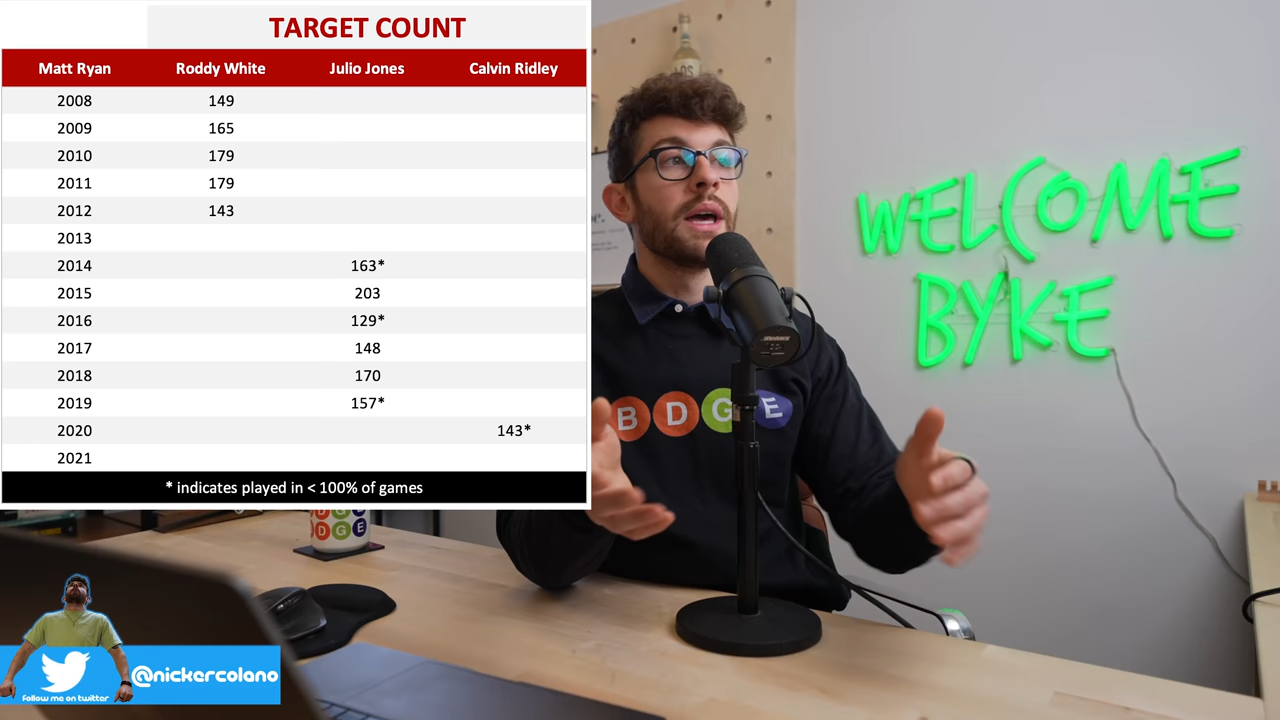 TARGET COUNT
Matt Ryan Roddy White Julio Jones Calvin Ridley
2008 149
2009 165
2010 179
2011 179
2012 143
2013
2014 163*
2015 203
2016 129*
2017 148
2018 170
2019 157*
2020 143*
2021
* indicates played in < 100% of games
WELCOME
BYKE
BDGE
DGE
DGE
follow me on twitter
@nickercolano